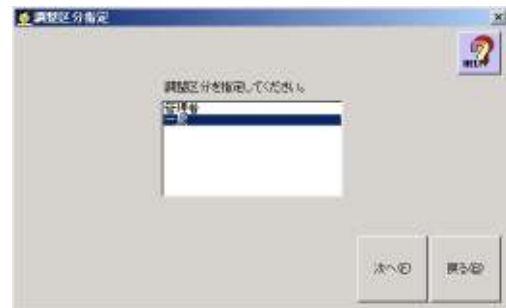 調整区分指定
HELP
調整区分を指定してください。
管理者
一般
次へ(F)
戻る(B)